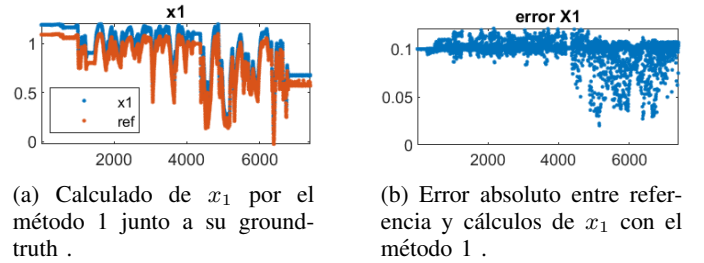 x1
1
0.5
0
x1
ref
2000 4000 6000
error X1
0.1
0.05
0
2000 4000 6000
(a) Calculado de x₁ por el
método 1 junto a su ground-
truth .
(b) Error absoluto entre refer-
encia y cálculos de x₁ con el
método 1 .